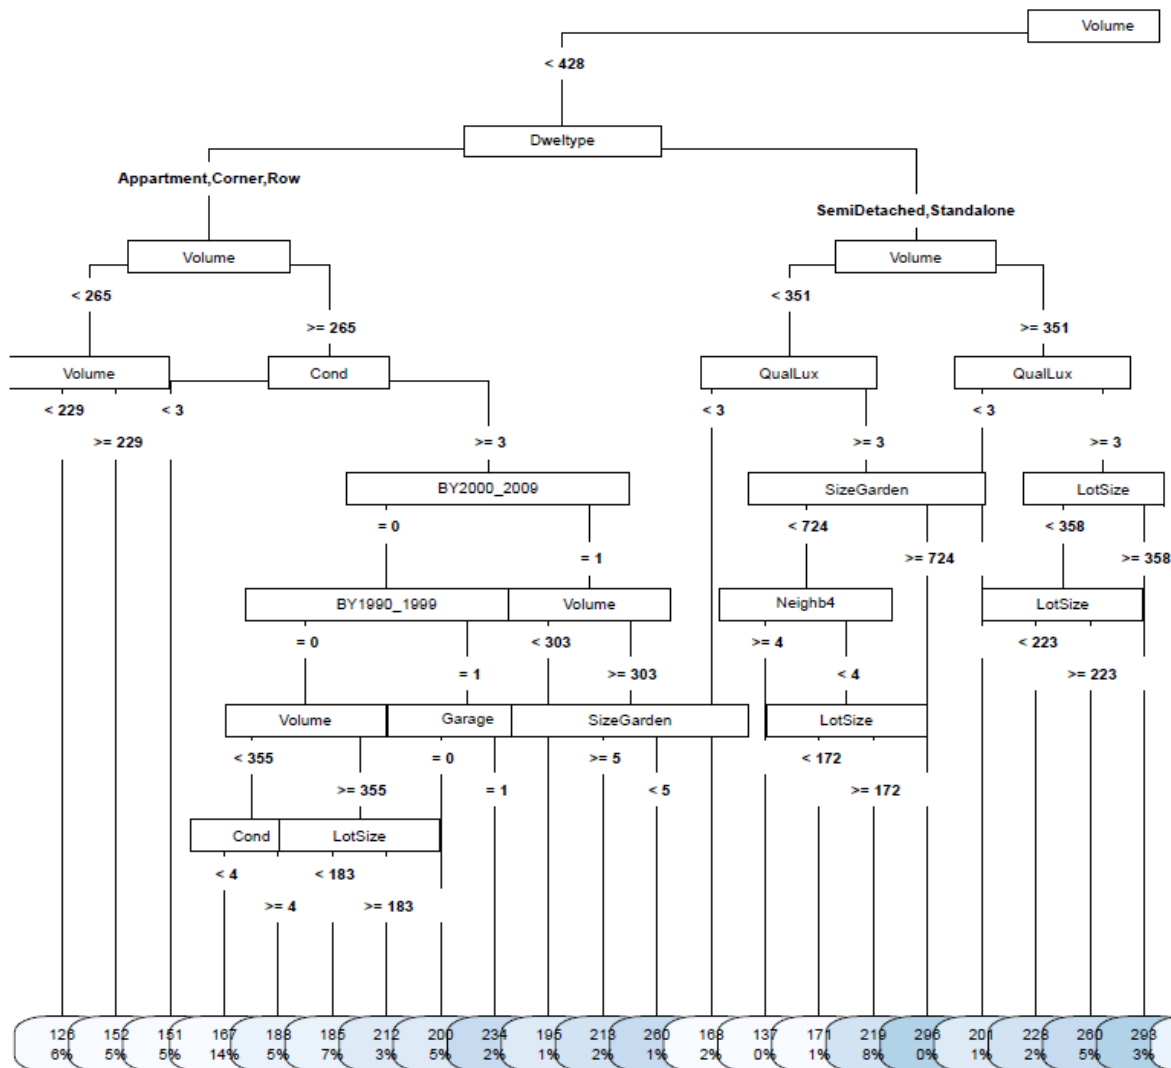 Volume
< 428
Dweltype
Appartment,Corner,Row
SemiDetached,Standalone
Volume Volume
< 265 < 351
>= 265 >= 351
Volume Cond QualLux QualLux
< 229 < 3 < 3 < 3
>= 229 >= 3 >= 3 >= 3
BY2000_2009 SizeGarden LotSize
= 0 < 724 < 358
= 1 >= 724 >= 358
BY1990_1999 Volume Neighb4 LotSize
= 0 < 303 >= 4 < 223
= 1 >= 303 < 4 >= 223
Volume Garage SizeGarden LotSize
< 355 = 0 >= 5 < 172
>= 355 = 1 < 5 >= 172
Cond LotSize
< 4 < 183
>= 4 >= 183
126 152 151 167 188 185 212 200 234 195 213 260 168 137 171 219 296 201 228 260 293
6% 5% 5% 14% 5% 7% 3% 5% 2% 1% 2% 1% 2% 0% 1% 8% 0% 1% 2% 5% 3%